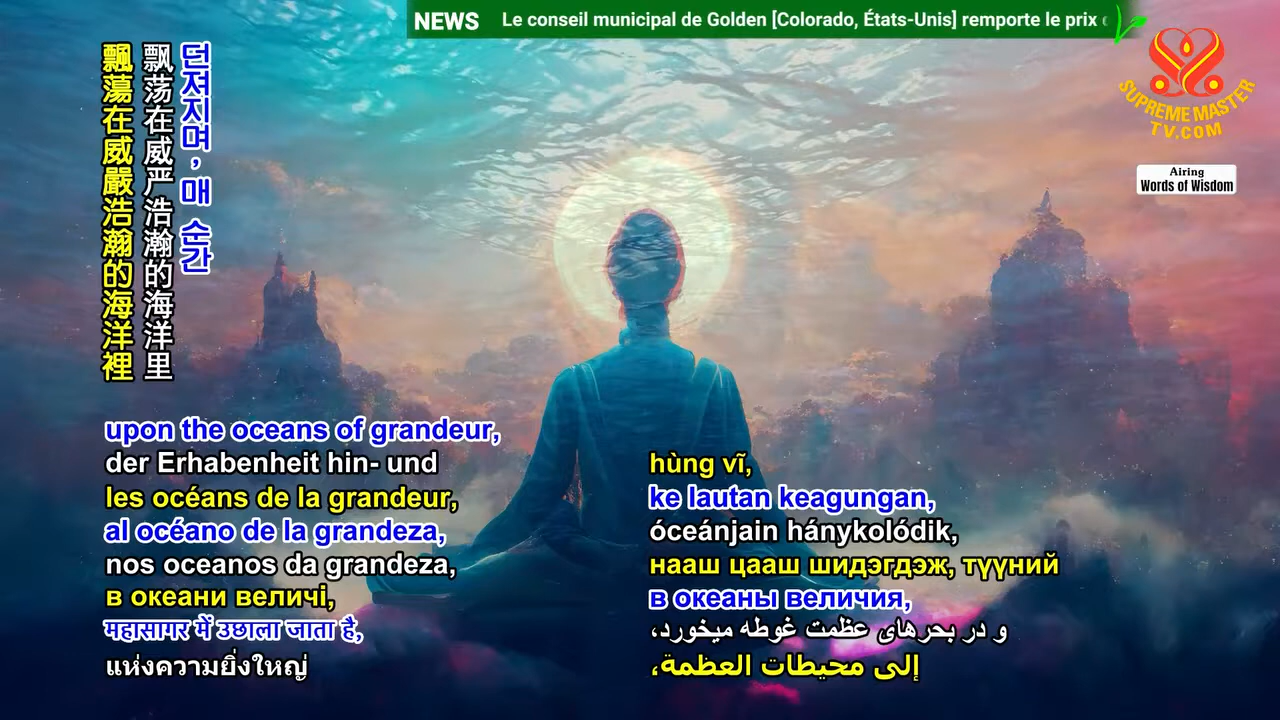 NEWS Le conseil municipal de Golden [Colorado, États-Unis] remporte le prix
SUPREME MASTER
TV.COM
Airing
Words of Wisdom
던져지며, 매 순간
飘荡在威严浩瀚的海洋里
飄蕩在威嚴浩瀚的海洋裡
upon the oceans of grandeur,
der Erhabenheit hin- und
les océans de la grandeur,
al océano de la grandeza,
nos oceanos da grandeza,
в океани величі,
महासागर में उछाला जाता है,
แห่งความยิ่งใหญ่
hùng vĩ,
ke lautan keagungan,
óceánjain hánykolódik,
нааш цааш шидэгдэж, түүний
в океаны величия,
و در بحرهای عظمت غوطه میخورد،
إلى محيطات العظمة،